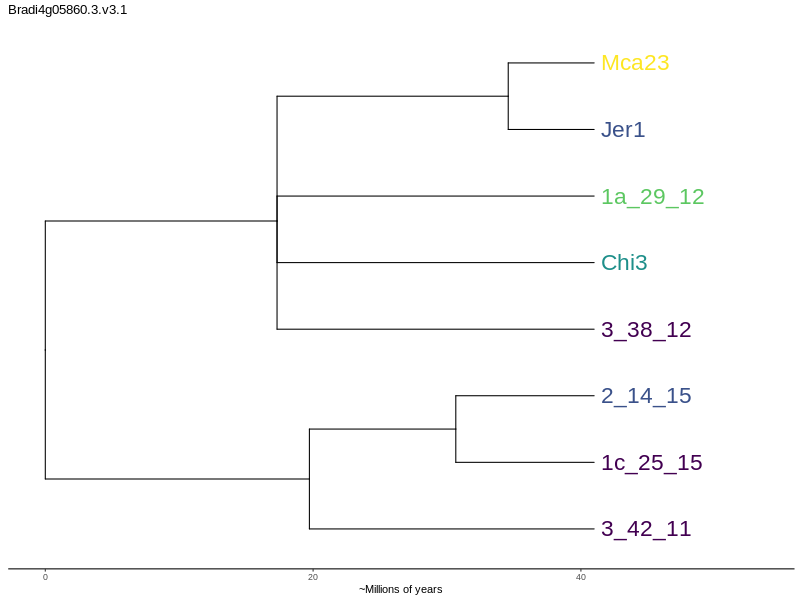 Bradi4g05860.3.v3.1
Mca23
Jer1
1a_29_12
Chi3
3_38_12
2_14_15
1c_25_15
3_42_11
0 20 40
~Millions of years